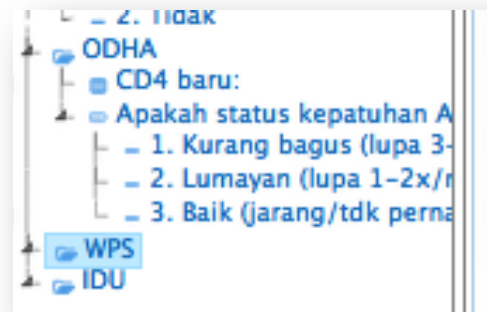 2. Tidak
ODHA
CD4 baru:
Apakah status kepatuhan A
1. Kurang bagus (lupa 3-
2. Lumayan (lupa 1-2x/
3. Baik (jarang/tdk perna
WPS
IDU